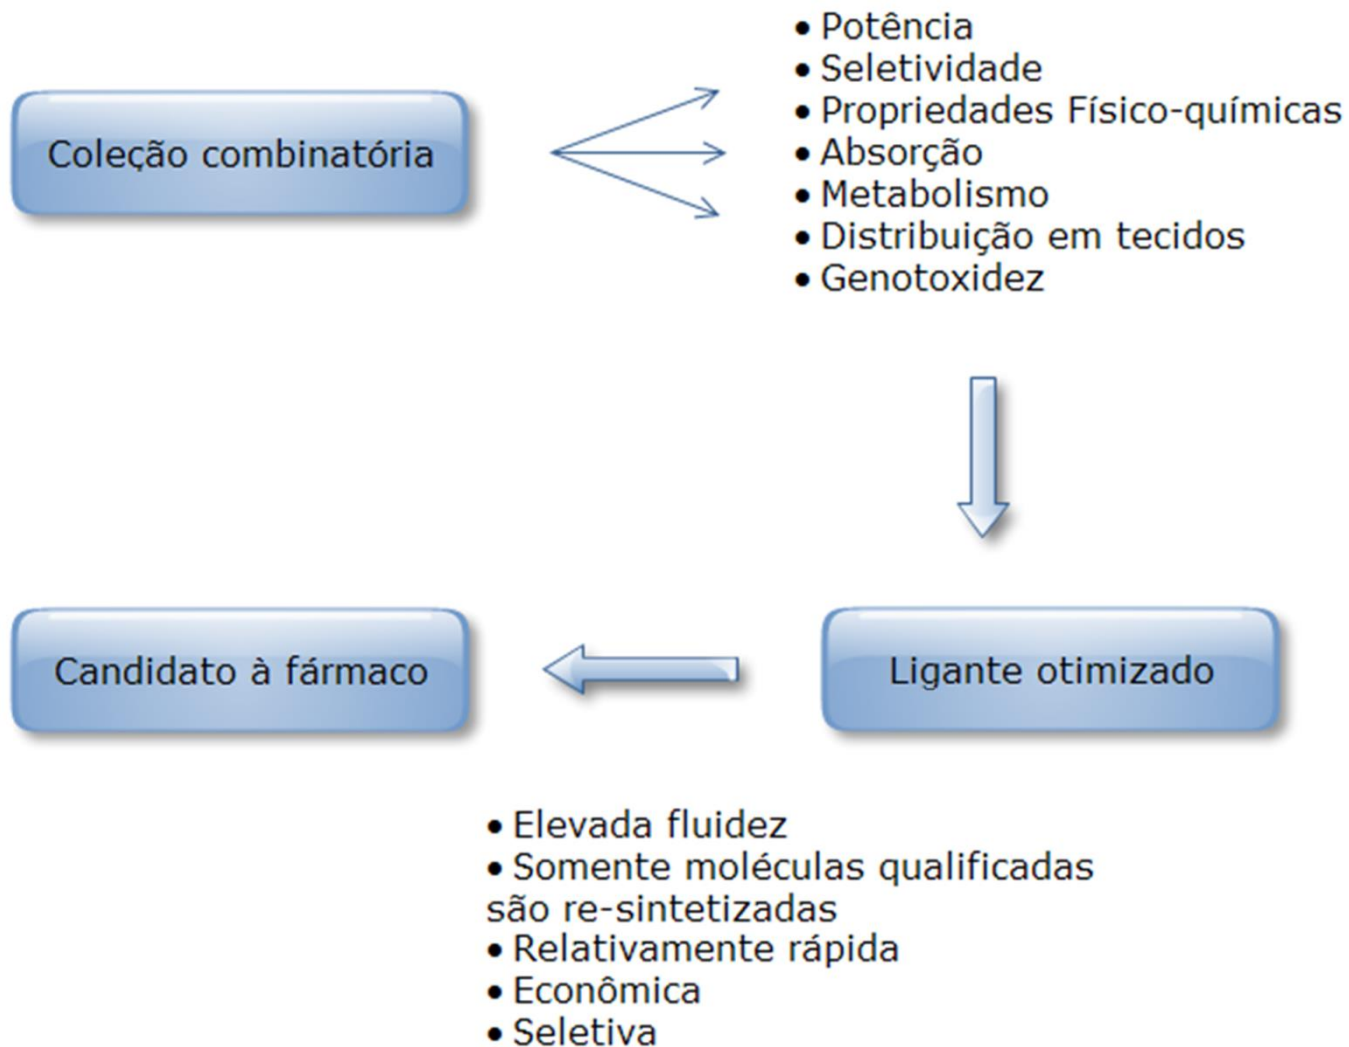 Coleção combinatória
• Potência
• Seletividade
• Propriedades Físico-químicas
• Absorção
• Metabolismo
• Distribuição em tecidos
• Genotoxidez
Ligante otimizado
Candidato à fármaco
• Elevada fluidez
• Somente moléculas qualificadas
são re-sintetizadas
• Relativamente rápida
• Econômica
• Seletiva